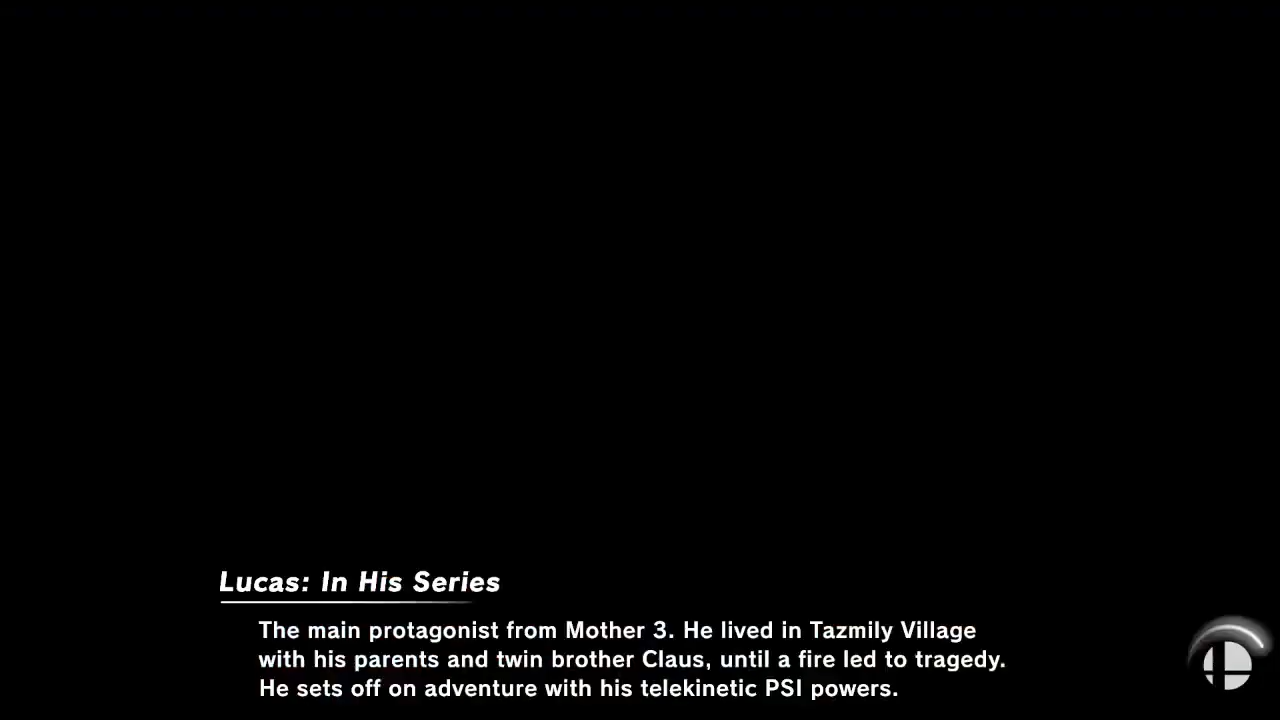 Lucas: In His Series
The main protagonist from Mother 3. He lived in Tazmily Village
with his parents and twin brother Claus, until a fire led to tragedy.
He sets off on adventure with his telekinetic PSI powers.